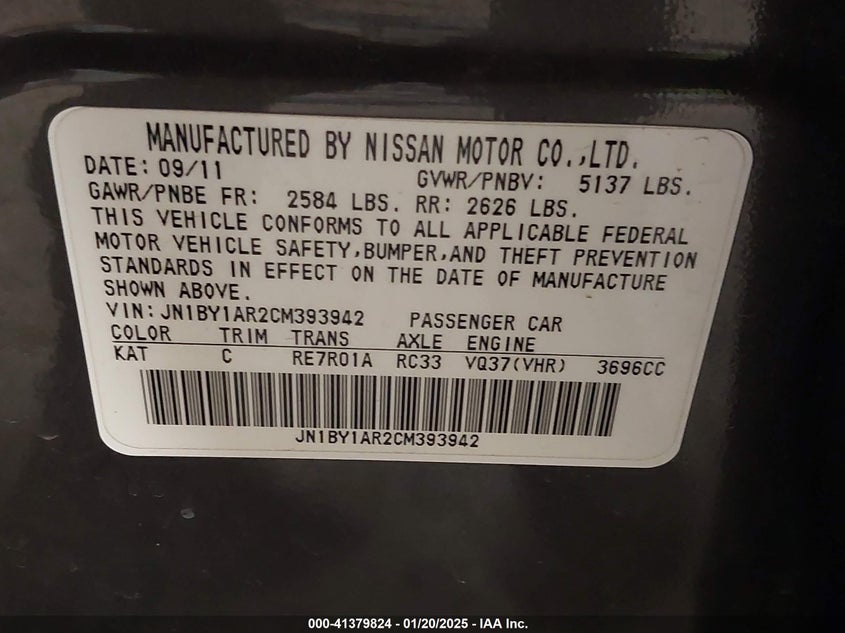 MANUFACTURED BY NISSAN MOTOR CO.,LTD.
DATE: 09/11 GVWR/PNBV: 5137 LBS.
GAWR/PNBE FR: 2584 LBS. RR: 2626 LBS.
THIS VEHICLE CONFORMS TO ALL APPLICABLE FEDERAL
MOTOR VEHICLE SAFETY,BUMPER,AND THEFT PREVENTION
STANDARDS IN EFFECT ON THE DATE OF MANUFACTURE
SHOWN ABOVE.
VIN: JN1BY1AR2CM393942 PASSENGER CAR
COLOR TRIM TRANS AXLE ENGINE
KAT C RE7R01A RC33 VQ37(VHR) 3696CC
JN1BY1AR2CM393942
000-41379824 — 01/20/2025 — IAA Inc.